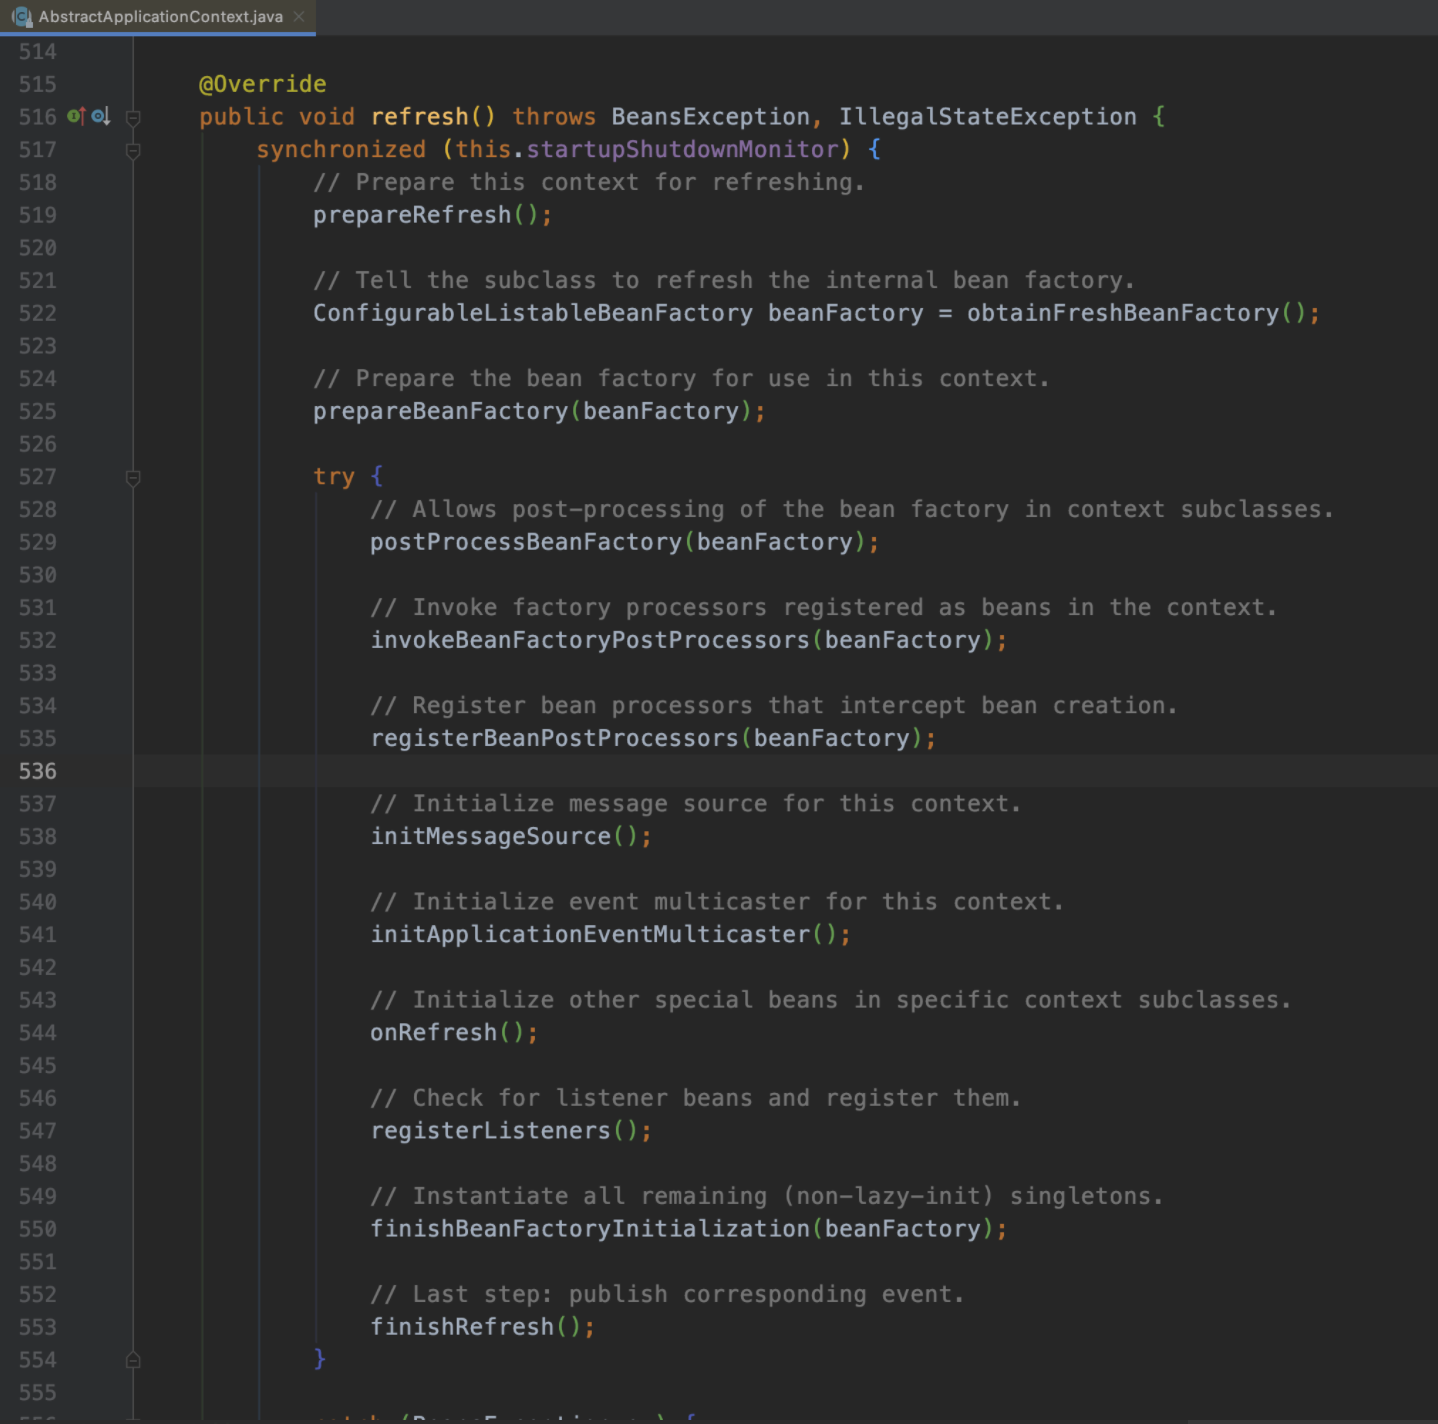 AbstractApplicationContext.java
514
515 @Override
516 public void refresh() throws BeansException, IllegalStateException {
517 synchronized (this.startupShutdownMonitor) {
518 // Prepare this context for refreshing.
519 prepareRefresh();
520
521 // Tell the subclass to refresh the internal bean factory.
522 ConfigurableListableBeanFactory beanFactory = obtainFreshBeanFactory();
523
524 // Prepare the bean factory for use in this context.
525 prepareBeanFactory(beanFactory);
526
527 try {
528 // Allows post-processing of the bean factory in context subclasses.
529 postProcessBeanFactory(beanFactory);
530
531 // Invoke factory processors registered as beans in the context.
532 invokeBeanFactoryPostProcessors(beanFactory);
533
534 // Register bean processors that intercept bean creation.
535 registerBeanPostProcessors(beanFactory);
536
537 // Initialize message source for this context.
538 initMessageSource();
539
540 // Initialize event multicaster for this context.
541 initApplicationEventMulticaster();
542
543 // Initialize other special beans in specific context subclasses.
544 onRefresh();
545
546 // Check for listener beans and register them.
547 registerListeners();
548
549 // Instantiate all remaining (non-lazy-init) singletons.
550 finishBeanFactoryInitialization(beanFactory);
551
552 // Last step: publish corresponding event.
553 finishRefresh();
554 }
555